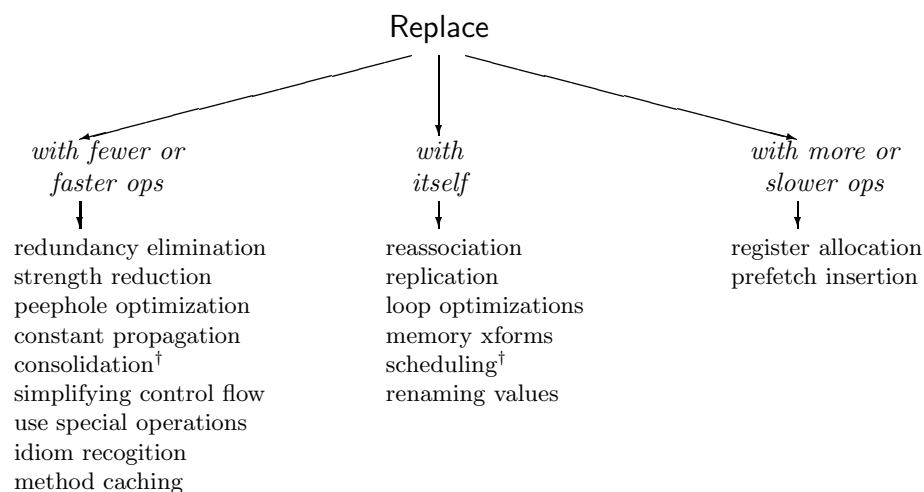 Replace
with fewer or
faster ops
with
itself
with more or
slower ops
redundancy elimination
strength reduction
peephole optimization
constant propagation
consolidation†
simplifying control flow
use special operations
idiom recogition
method caching
reassociation
replication
loop optimizations
memory xforms
scheduling†
renaming values
register allocation
prefetch insertion